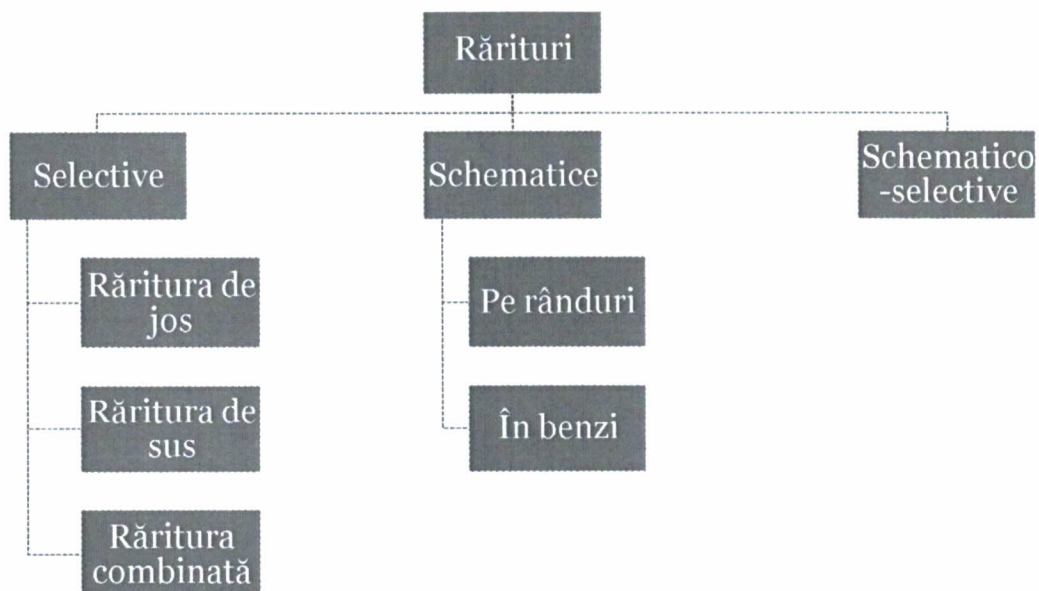 Rărituri
Selective
Schematice
Schematico
-selective
Răritura de
jos
Răritura de
sus
Răritura
combinată
Pe rânduri
În benzi